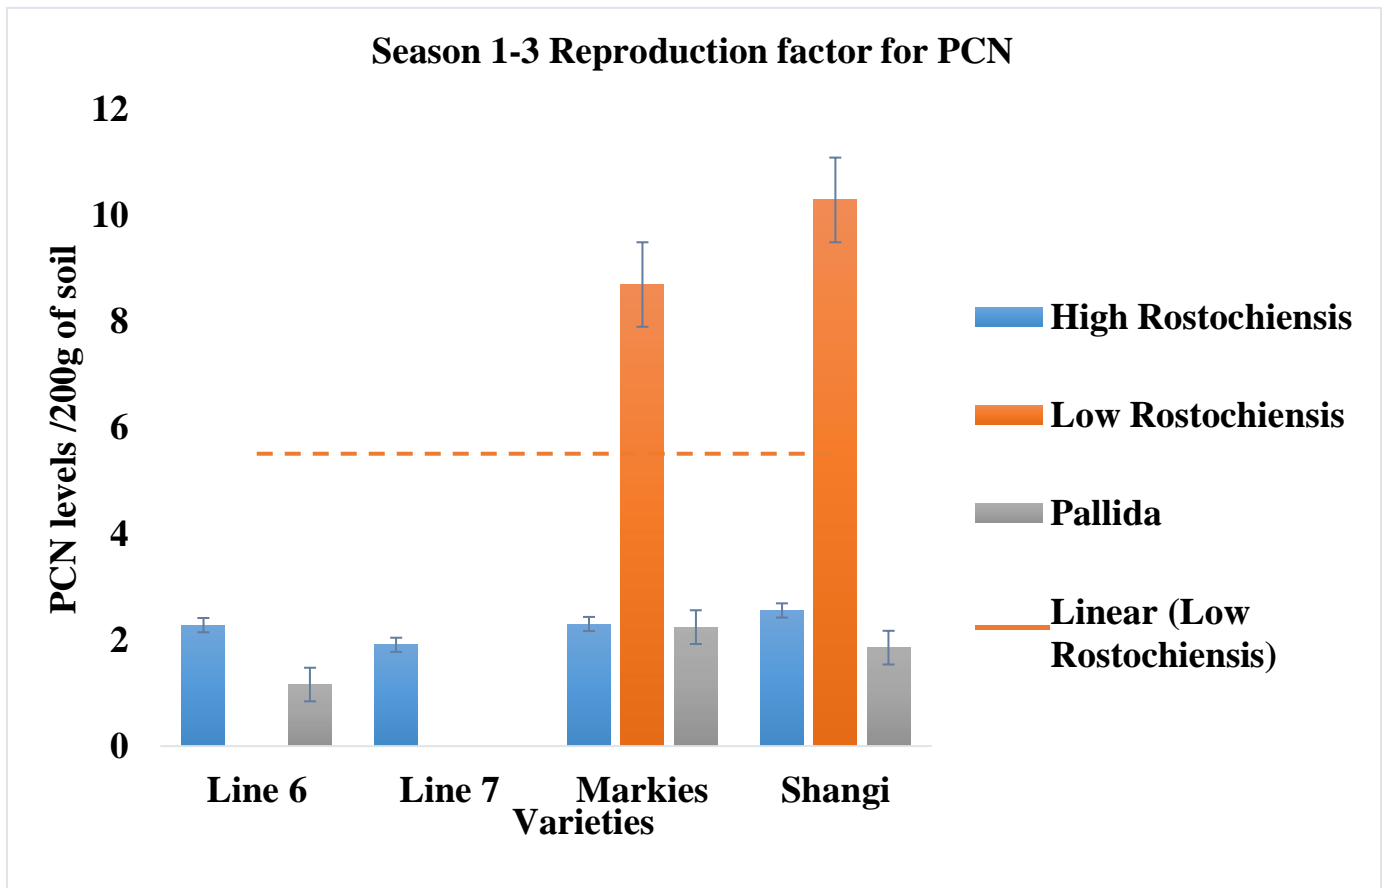 Season 1-3 Reproduction factor for PCN
PCN levels /200g of soil
12
10
8
6
4
2
0
Line 6
Line 7
Markies
Shangi
Varieties
High Rostochiensis
Low Rostochiensis
Pallida
Linear (Low
Rostochiensis)